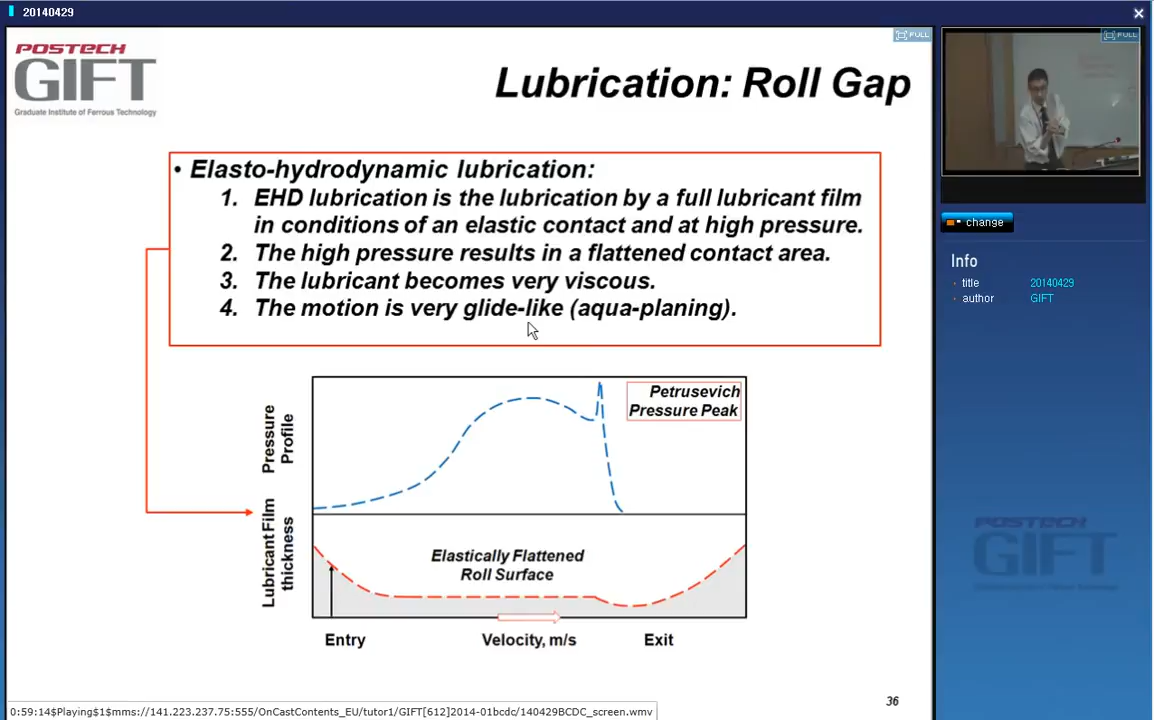 20140429
POSTECH
GIFT
Graduate Institute of Ferrous Technology
FULL
FULL
Lubrication: Roll Gap
• Elasto-hydrodynamic lubrication:
1. EHD lubrication is the lubrication by a full lubricant film
in conditions of an elastic contact and at high pressure.
2. The high pressure results in a flattened contact area.
3. The lubricant becomes very viscous.
4. The motion is very glide-like (aqua-planing).
change
Info
title 20140429
author GIFT
Pressure
Profile
Petrusevich
Pressure Peak
Lubricant Film
thickness
Elastically Flattened
Roll Surface
Entry
Velocity, m/s
Exit
POSTECH
GIFT
36
0:59:14$Playing$1$mms://141.223.237.75:555/OnCastContents_EU/tutor1/GIFT[612]2014-01bcdc/140429BCDC_screen.wmv